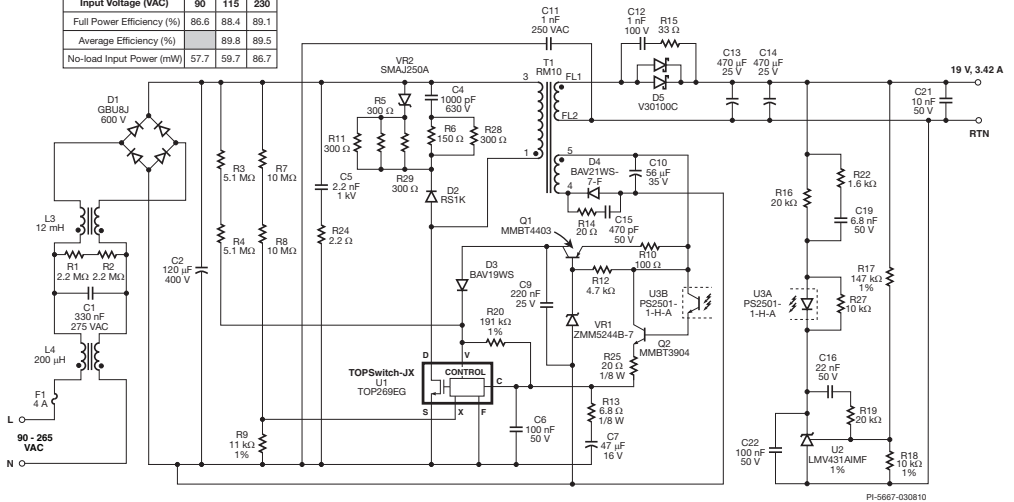 Input Voltage (VAC) 90 115 230
Full Power Efficiency (%) 86.6 88.4 89.1
Average Efficiency (%) 89.8 89.5
No-load Input Power (mW) 57.7 59.7 86.7
C11
1 nF
250 VAC
C12
1 nF
100 V
R15
33 Ω
VR2
SMAJ250A
T1
RM10
3
FL1
FL2
1
5
4
D5
V30100C
C13
470 µF
25 V
C14
470 µF
25 V
19 V, 3.42 A
C21
10 nF
50 V
RTN
D1
GBU8J
600 V
R5
300 Ω
C4
1000 pF
630 V
R11
300 Ω
R6
150 Ω
R28
300 Ω
R29
300 Ω
D2
RS1K
R3
5.1 MΩ
R7
10 MΩ
C5
2.2 nF
1 kV
D4
BAV21WS-
7-F
C10
56 µF
35 V
R16
20 kΩ
R22
1.6 kΩ
C19
6.8 nF
50 V
L3
12 mH
R4
5.1 MΩ
R8
10 MΩ
R24
2.2 Ω
Q1
MMBT4403
R14
20 Ω
C15
470 pF
50 V
R10
100 Ω
R1
2.2 MΩ
R2
2.2 MΩ
C2
120 µF
400 V
D3
BAV19WS
C9
220 nF
25 V
R12
4.7 kΩ
U3B
PS2501-
1-H-A
U3A
PS2501-
1-H-A
R17
147 kΩ
1%
R27
10 kΩ
C1
330 nF
275 VAC
R20
191 kΩ
1%
VR1
ZMM5244B-7
Q2
MMBT3904
L4
200 µH
R25
20 Ω
1/8 W
F1
4 A
D
V
TOPSwitch-JX
U1
TOP269EG
CONTROL
C
S
X
F
C16
22 nF
50 V
R19
20 kΩ
L
90 - 265
VAC
N
R9
11 kΩ
1%
C6
100 nF
50 V
R13
6.8 Ω
1/8 W
C7
47 µF
16 V
C22
100 nF
50 V
U2
LMV431AIMF
1%
R18
10 kΩ
1%
PI-5667-030810